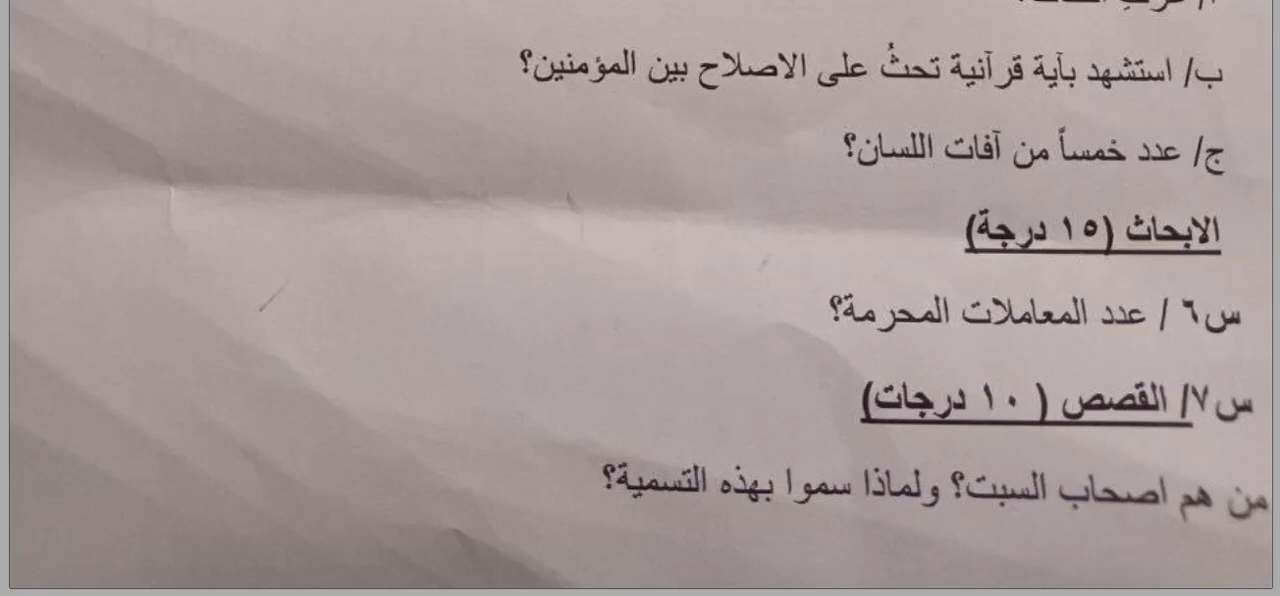 ب/ استشهد بآية قرآنية تحثُ على الاصلاح بين المؤمنين؟
ج/ عدد خمساً من آفات اللسان؟
الابحاث (١٥ درجة)
س٦ / عدد المعاملات المحرمة؟
س٧/ القصص ( ١٠ درجات)
من هم اصحاب السبت؟ ولماذا سموا بهذه التسمية؟